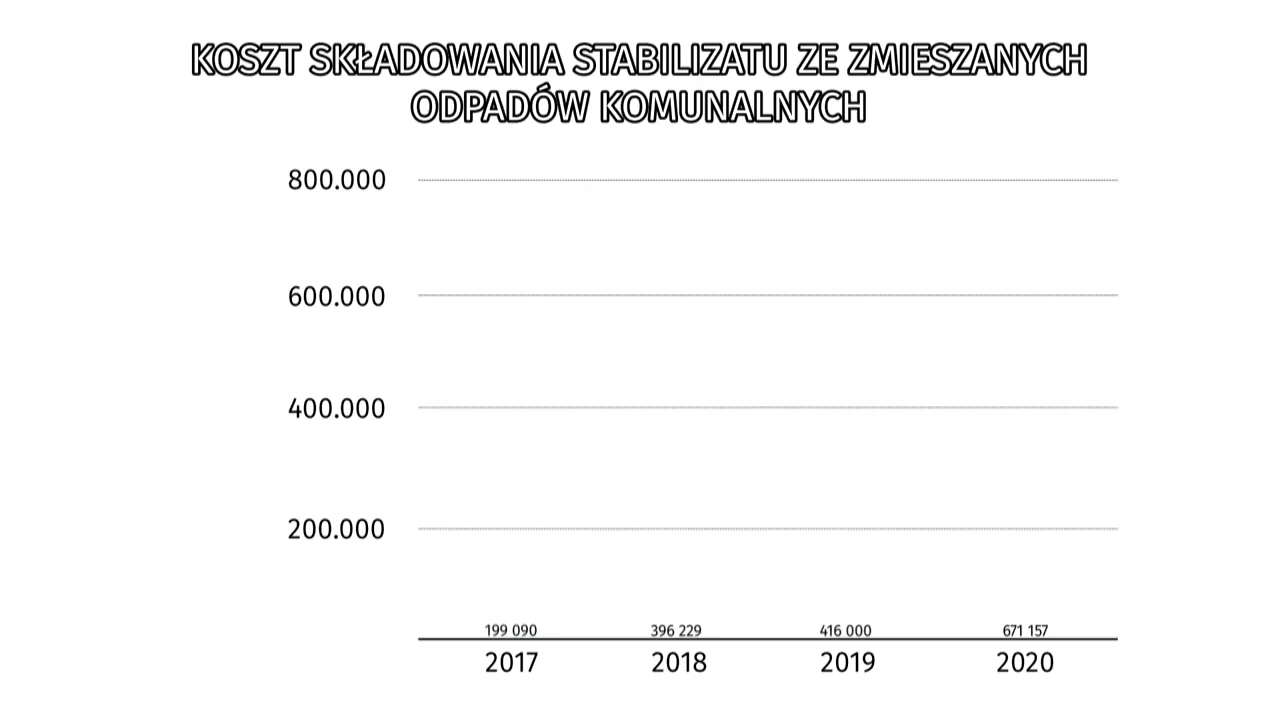 KOSZT SKŁADOWANIA STABILIZATU ZE ZMIESZANYCH
ODPADÓW KOMUNALNYCH
800.000
600.000
400.000
200.000
199 090 396 229 416 000 671 157
2017 2018 2019 2020